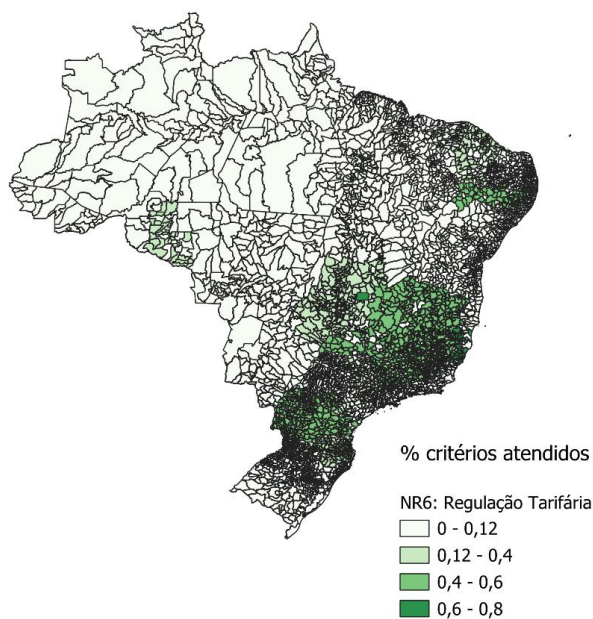 % critérios atendidos
NR6: Regulação Tarifária
0 - 0,12
0,12 - 0,4
0,4 - 0,6
0,6 - 0,8